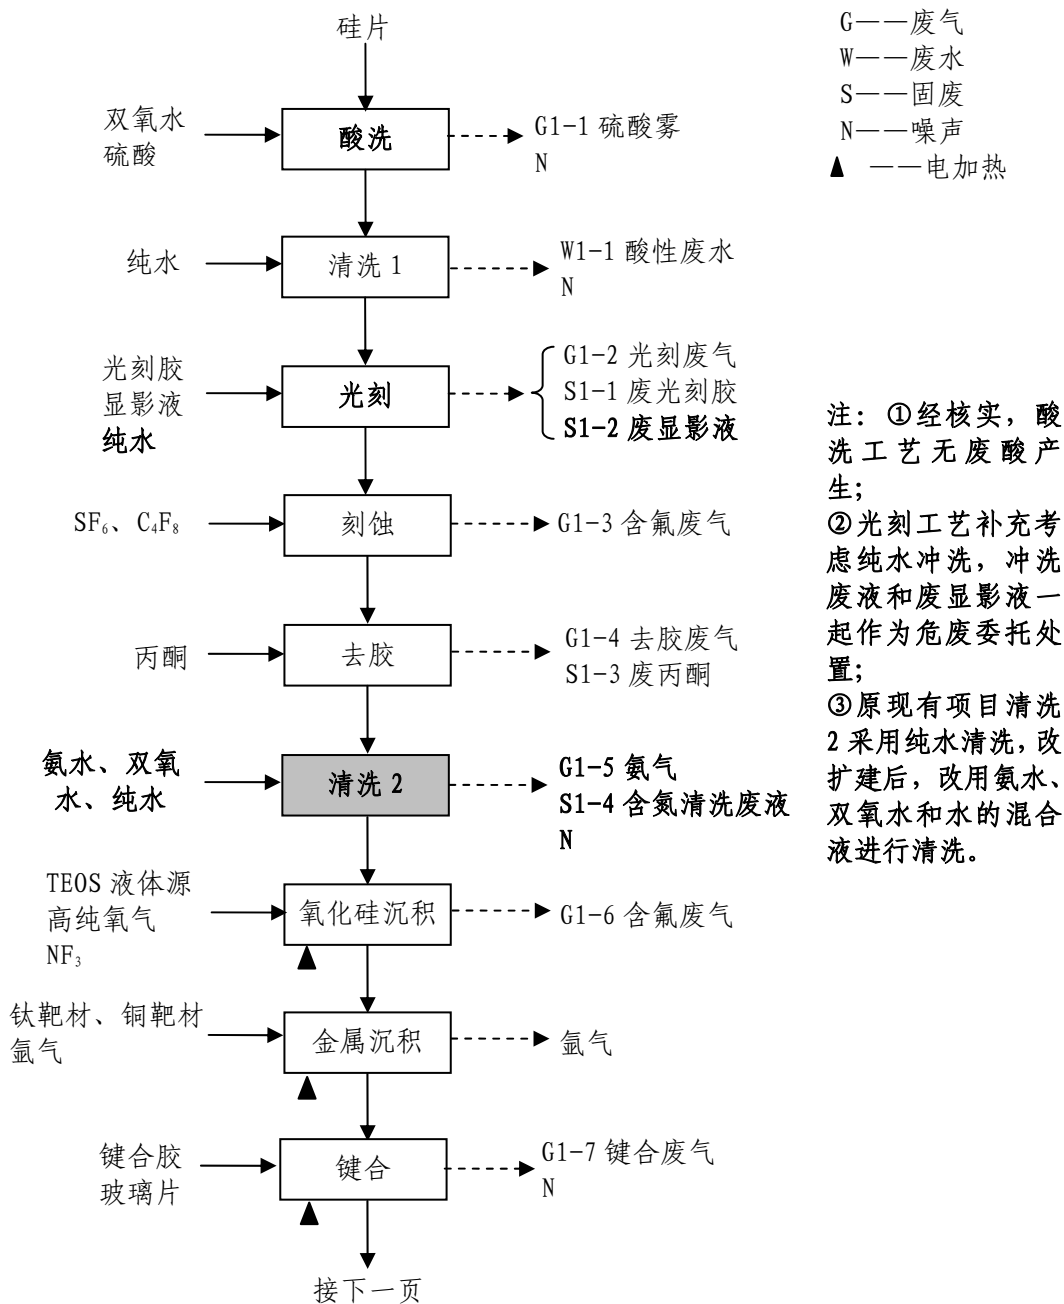 硅片
G——废气
W——废水
S——固废
N——噪声
▲ ——电加热
双氧水
硫酸
酸洗
G1-1 硫酸雾
N
纯水
清洗 1
W1-1 酸性废水
N
光刻胶
显影液
纯水
光刻
G1-2 光刻废气
S1-1 废光刻胶
S1-2 废显影液
SF₆、C₄F₈
刻蚀
G1-3 含氟废气
丙酮
去胶
G1-4 去胶废气
S1-3 废丙酮
氨水、双氧
水、纯水
清洗 2
G1-5 氨气
S1-4 含氮清洗废液
N
TEOS 液体源
高纯氧气
NF₃
氧化硅沉积
G1-6 含氟废气
钛靶材、铜靶材
氩气
金属沉积
氩气
键合胶
玻璃片
键合
G1-7 键合废气
N
接下一页
注：①经核实，酸
洗工艺无废酸产
生；
②光刻工艺补充考
虑纯水冲洗，冲洗
废液和废显影液一
起作为危废委托处
置；
③原现有项目清洗
2 采用纯水清洗，改
扩建后，改用氨水、
双氧水和水的混合
液进行清洗。